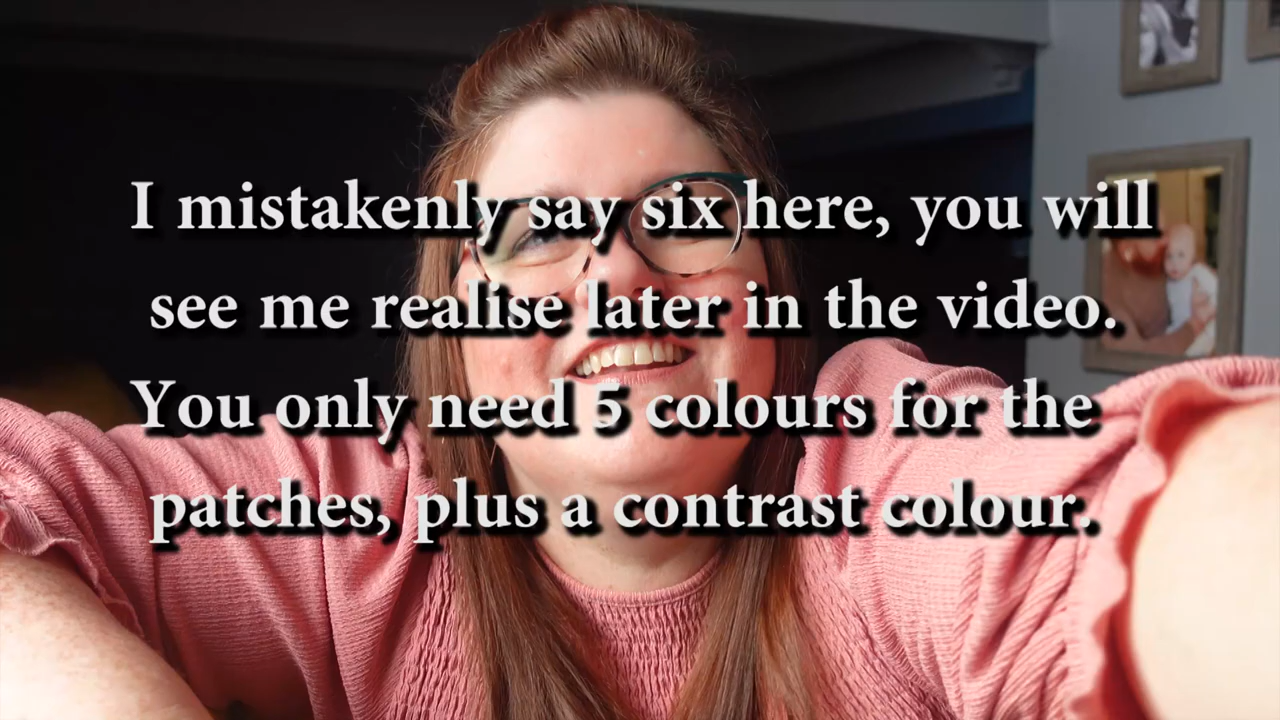 I mistakenly say six here, you will
see me realise later in the video.
You only need 5 colours for the
patches, plus a contrast colour.